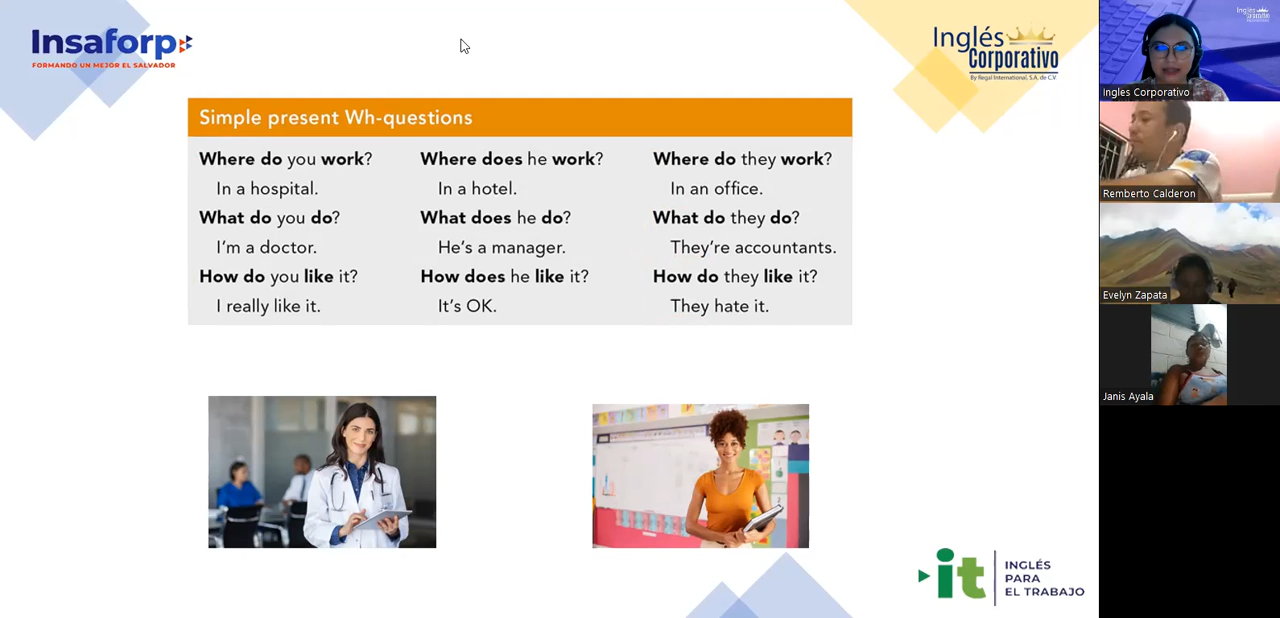 Insaforp
FORMANDO UN MEJOR EL SALVADOR
Inglés
Corporativo
By Regal International, S.A. de C.V.
Simple present Wh-questions
Where do you work? Where does he work? Where do they work?
In a hospital. In a hotel. In an office.
What do you do? What does he do? What do they do?
I'm a doctor. He's a manager. They're accountants.
How do you like it? How does he like it? How do they like it?
I really like it. It's OK. They hate it.
it
INGLÉS
PARA
EL TRABAJO
Inglés
Ingles Corporativo
Remberto Calderon
Evelyn Zapata
Janis Ayala